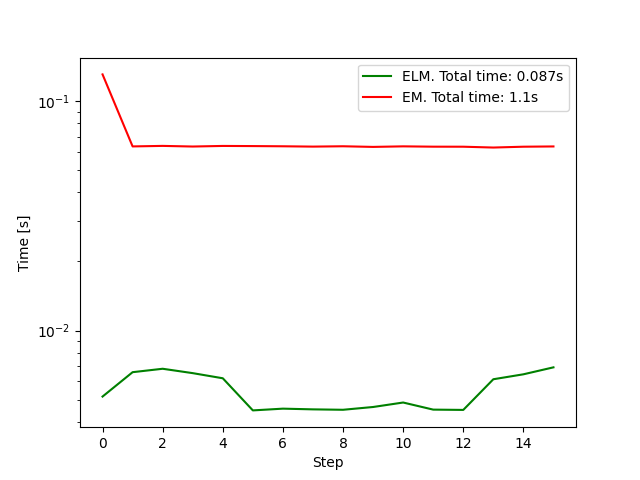 ELM. Total time: 0.087s
EM. Total time: 1.1s
10⁻¹
10⁻²
Time [s]
0 2 4 6 8 10 12 14
Step